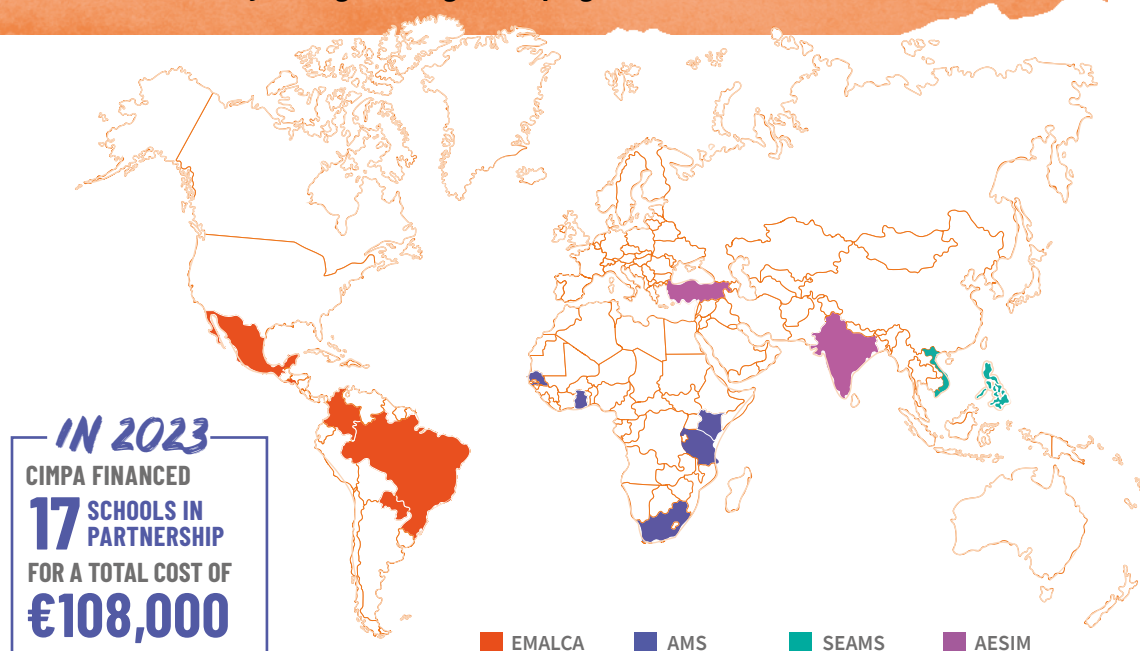 IN 2023
CIMPA FINANCED
17 SCHOOLS IN
PARTNERSHIP
FOR A TOTAL COST OF
€108,000
EMALCA AMS SEAMS AESIM